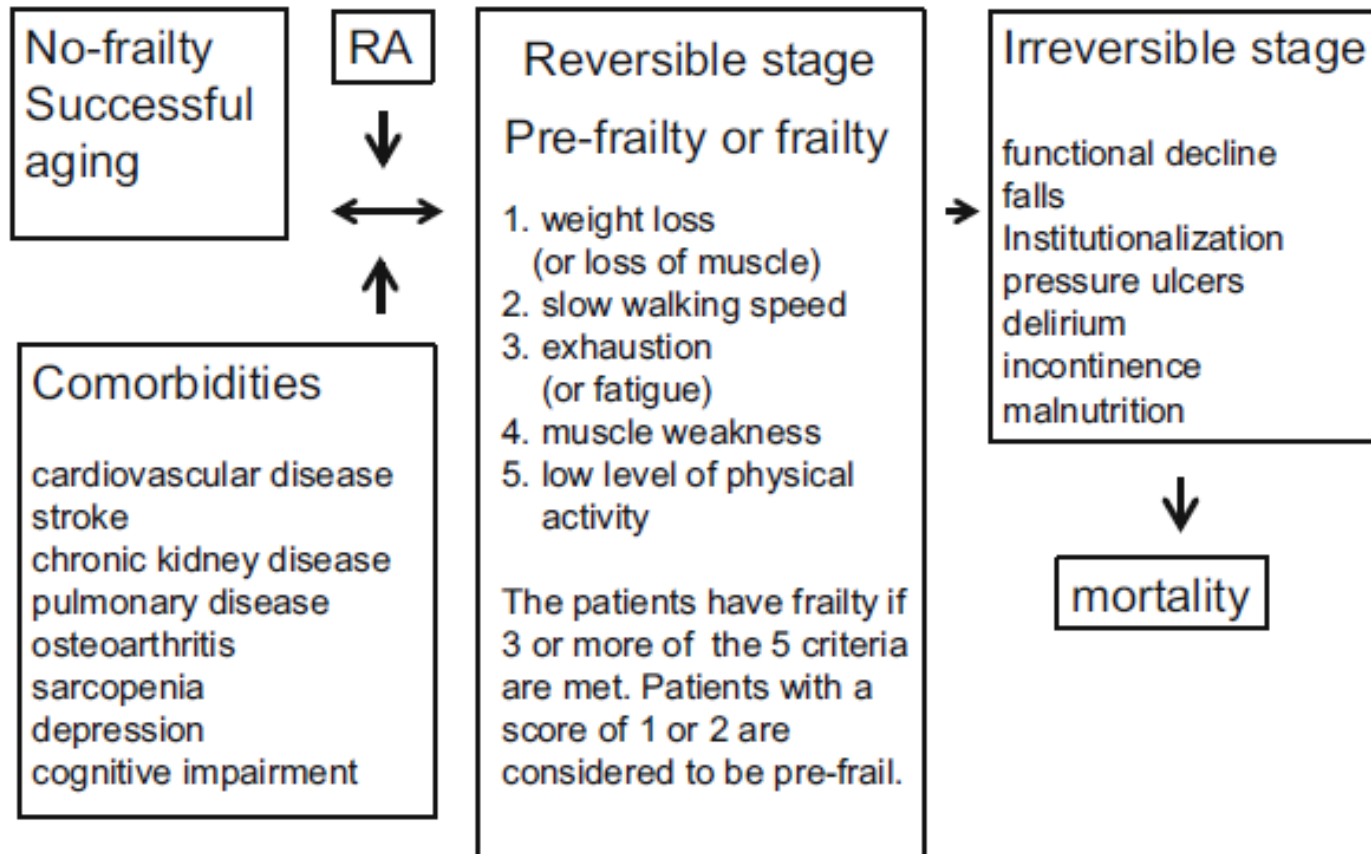 No-frailty
Successful
aging
RA
Comorbidities
cardiovascular disease
stroke
chronic kidney disease
pulmonary disease
osteoarthritis
sarcopenia
depression
cognitive impairment
Reversible stage
Pre-frailty or frailty
1. weight loss
(or loss of muscle)
2. slow walking speed
3. exhaustion
(or fatigue)
4. muscle weakness
5. low level of physical
activity
The patients have frailty if
3 or more of the 5 criteria
are met. Patients with a
score of 1 or 2 are
considered to be pre-frail.
Irreversible stage
functional decline
falls
Institutionalization
pressure ulcers
delirium
incontinence
malnutrition
mortality